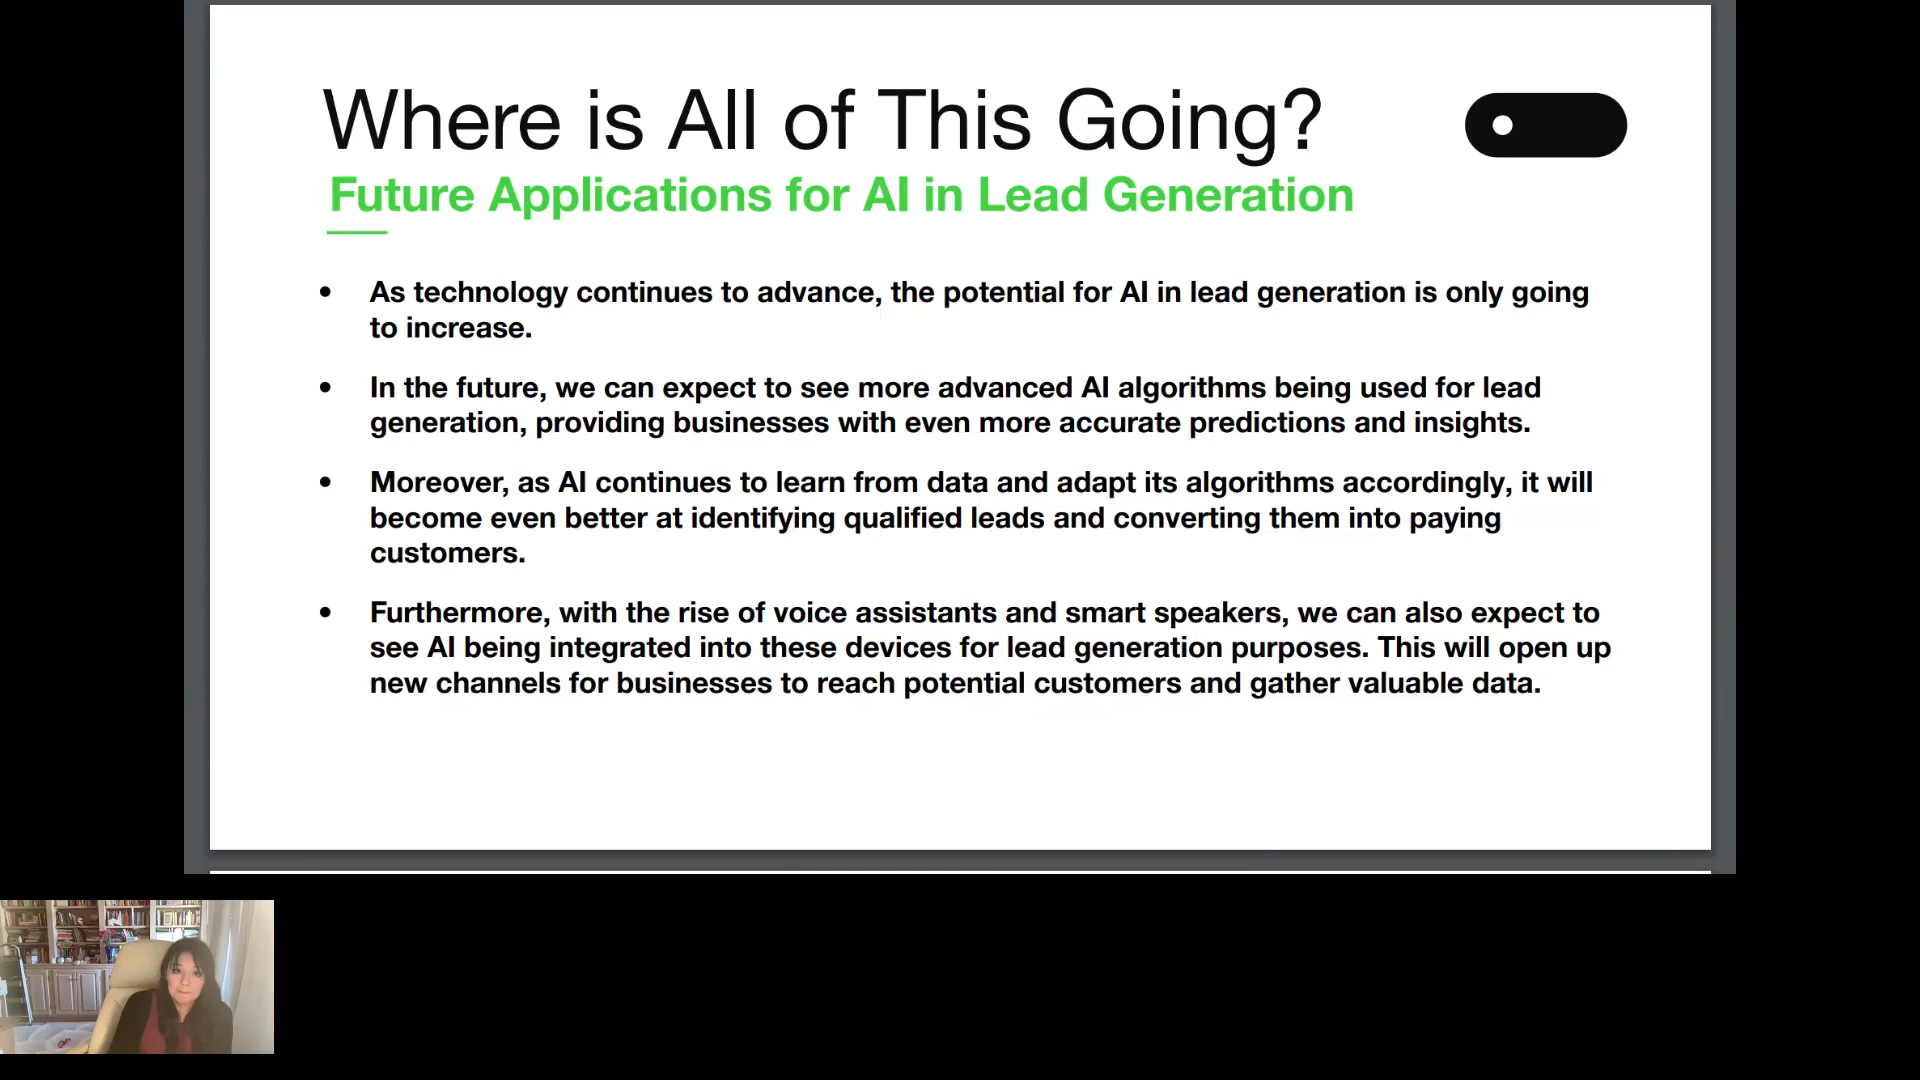 Where is All of This Going?
Future Applications for AI in Lead Generation
• As technology continues to advance, the potential for AI in lead generation is only going
to increase.
• In the future, we can expect to see more advanced AI algorithms being used for lead
generation, providing businesses with even more accurate predictions and insights.
• Moreover, as AI continues to learn from data and adapt its algorithms accordingly, it will
become even better at identifying qualified leads and converting them into paying
customers.
• Furthermore, with the rise of voice assistants and smart speakers, we can also expect to
see AI being integrated into these devices for lead generation purposes. This will open up
new channels for businesses to reach potential customers and gather valuable data.